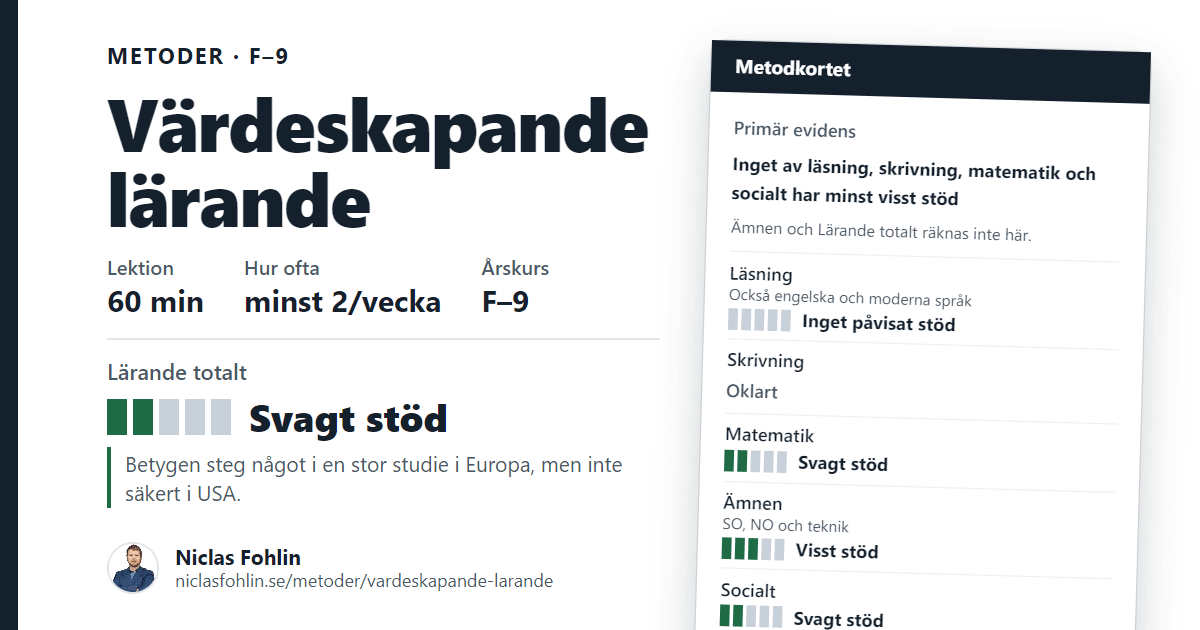 METODER · F–9
Värdeskapande
lärande
Lektion
60 min
Hur ofta
minst 2/vecka
Årskurs
F–9
Lärande totalt
Svagt stöd
Betygen steg något i en stor studie i Europa, men inte
säkert i USA.
Niclas Fohlin
niclasfohlin.se/metoder/vardeskapande-larande
Metodkortet
Primär evidens
Inget av läsning, skrivning, matematik och
socialt har minst visst stöd
Ämnen och Lärande totalt räknas inte här.
Läsning
Också engelska och moderna språk
Inget påvisat stöd
Skrivning
Oklart
Matematik
Svagt stöd
Ämnen
SO, NO och teknik
Visst stöd
Socialt
Svagt stöd